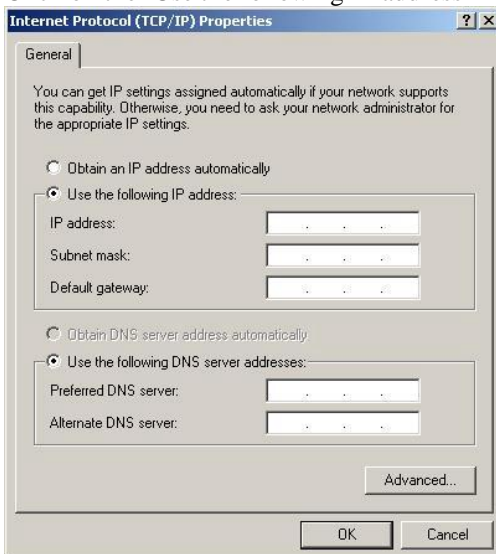 Internet Protocol (TCP/IP) Properties
General
You can get IP settings assigned automatically if your network supports
this capability. Otherwise, you need to ask your network administrator for
the appropriate IP settings.
Obtain an IP address automatically
Use the following IP address:
IP address:
Subnet mask:
Default gateway:
Obtain DNS server address automatically
Use the following DNS server addresses:
Preferred DNS server:
Alternate DNS server:
Advanced...
OK Cancel